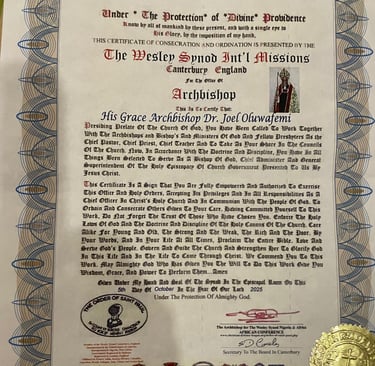 Under * The Protection * of * Divine * Providence
Know by all of mankind by these present, and with a single eye to
His Glory, by the imposition of my hand,
THIS CERTIFICATE OF CONSECRATION AND ORDINATION IS PRESENTED BY THE
The Wesley Synod Int'l Missions
Canterbury England
For The Office Of
Archbishop
This Is To Certify That:
His Grace Archbishop Dr. Joel Oluwafemi
Presiding Prelate Of The Church Of God, You Have Been Called To Work Together
With The Archbishops and Bishop's And Ministers Of God And Fellow Presbyters As The
Chief Pastor, Chief Priest, Chief Teacher And To Take As Your Share In The Councils
Of The Church. Now, In Accordance With The Doctrine And Discipline, You Have In All
Things Been Selected To Serve As A Bishop Of God, Chief Administer And General
Superintendent Of The Holy Episcopacy Of Church Government Presented To Us By
Jesus Christ.
This Certificate Is A Sign That You Are Fully Empowered And Authorized To Exercise
This Office And Holy Orders, Accepting Its Privileges And In All Responsibilities As A
Chief Officer In Christ's Holy Church And In Communion With The People Of God. To
Ordain And Consecrate Others Given To Your Care. Having Commited Yourself To This
Work, Do Not Forget The Trust Of Those Who Have Chosen You. Enforce The Holy
Laws Of God And The Doctrine And Discipline Of The Holy Canons Of The Church. Care
Alike For Young And Old, The Strong And The Weak, The Rich And The Poor. By
Your Words, And In Your Life At All Times, Proclaim The Entire Bible. Love And
Serve God's People. Govern And Guide The Church And Strengthen Her To Glorify God
In This Life And In The Life To Come Through Christ. We Commend You To This
Work. May Almighty God Who Has Given You The Will To Do This Work Give You
Wisdom, Grace, And Power To Perform Them...Amen
Given Under My Hand And Seal Of The Synod In The Episcopal Room On This
5th Day Of October In The Year Of Our Lord 2025
Under The Protection Of Almighty God.
THE ORDER OF SAINT
The Archbishop for The Wesley Synod Nigeria & Africa
AFRICAN CONFERENCE
Secretary To The Board In Canterbury